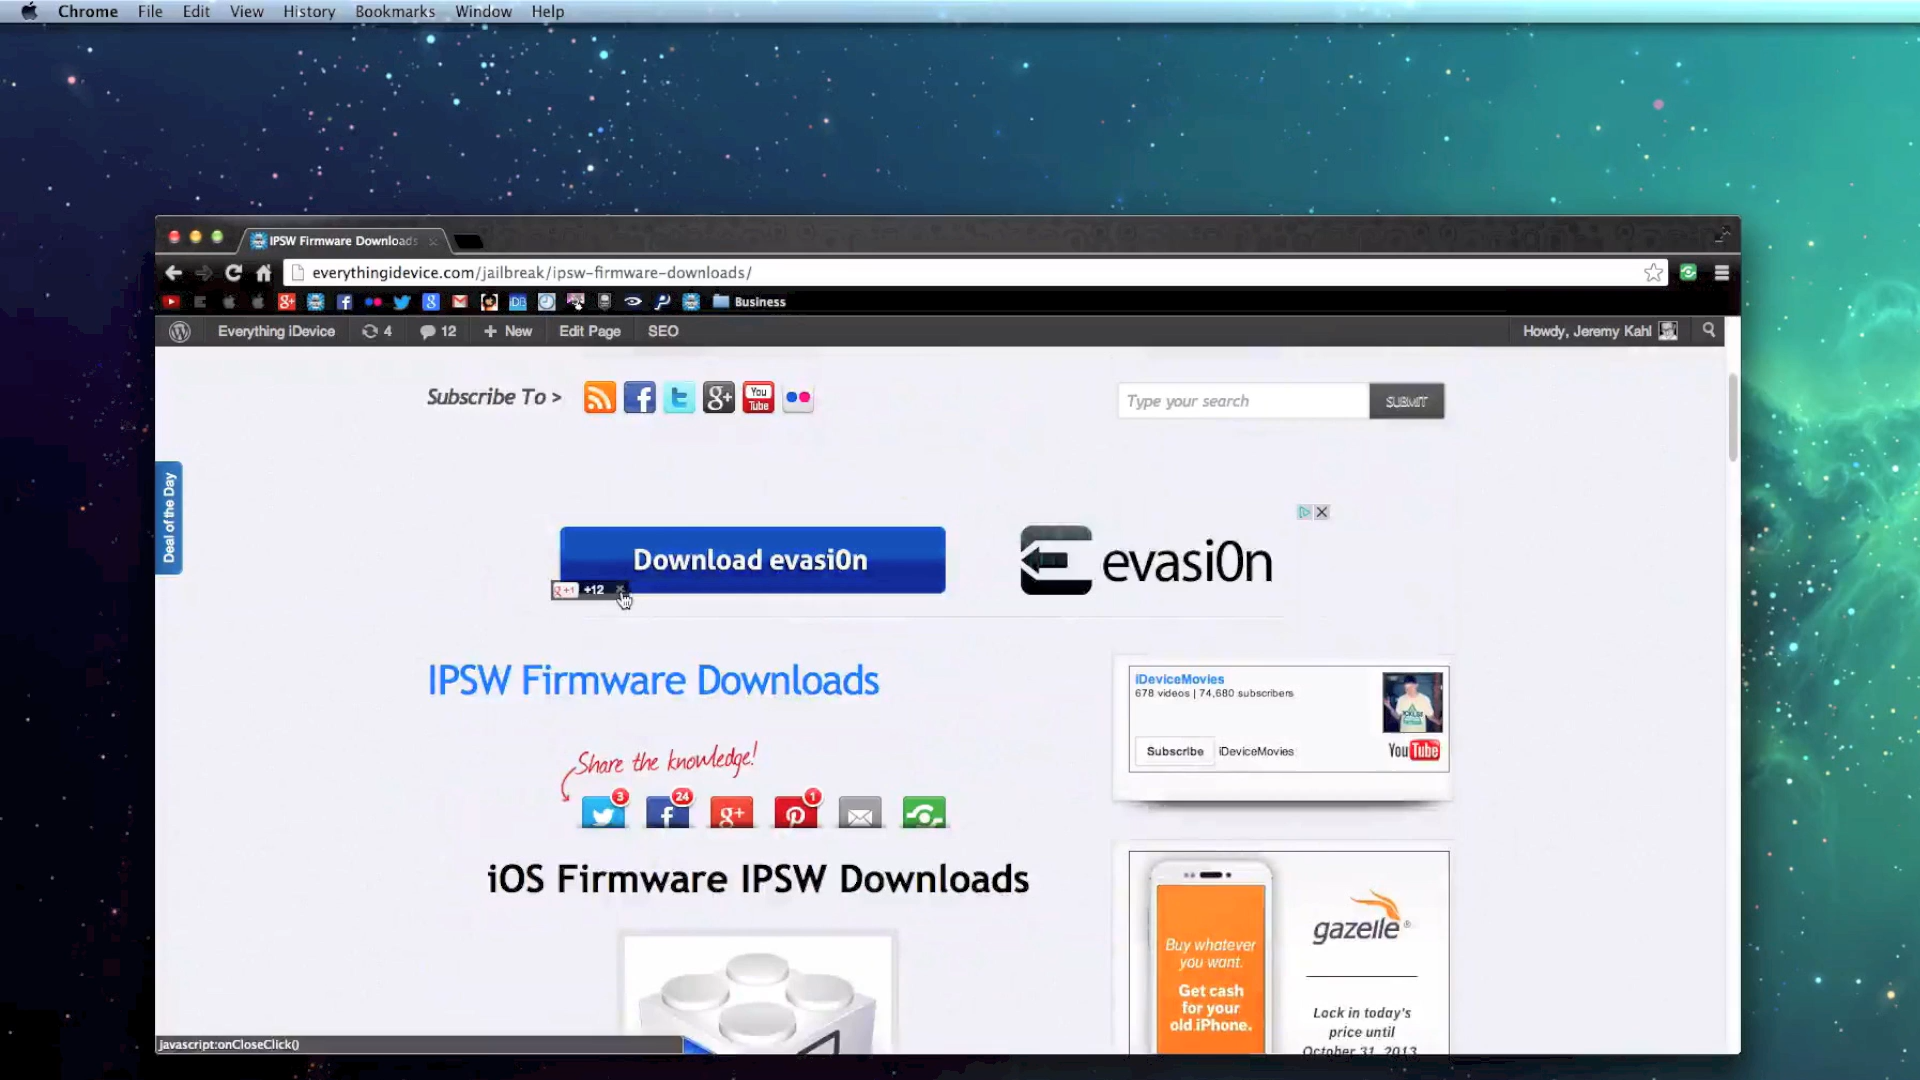 Chrome File Edit View History Bookmarks Window Help
IPSW Firmware Downloads
everythingidevice.com/jailbreak/ipsw-firmware-downloads/
Business
Everything iDevice 4 12 + New Edit Page SEO Howdy, Jeremy Kahl
Subscribe To >
You
Tube
Type your search SUBMIT
Deal of the Day
Download evasi0n
+1 +12
evasi0n
IPSW Firmware Downloads
iDeviceMovies
678 videos | 74,680 subscribers
Subscribe iDeviceMovies YouTube
Share the knowledge!
3 24 g+ 1
iOS Firmware IPSW Downloads
Buy whatever
you want.
Get cash
for your
old iPhone.
gazelle®
Lock in today's
price until
October 31, 2013
javascript:onCloseClick()